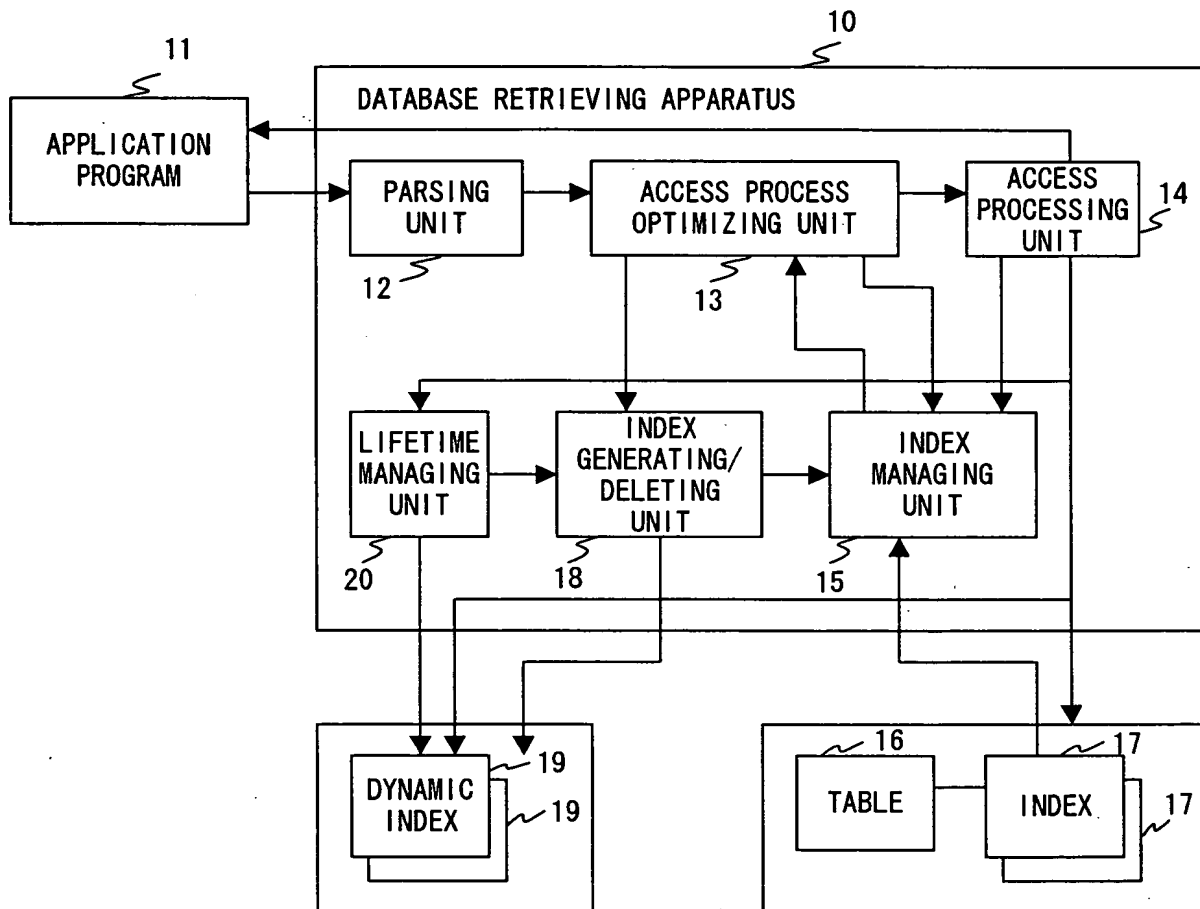 10
11
DATABASE RETRIEVING APPARATUS
APPLICATION
PROGRAM
PARSING
UNIT
12
ACCESS PROCESS
OPTIMIZING UNIT
13
ACCESS
PROCESSING
UNIT
14
LIFETIME
MANAGING
UNIT
20
INDEX
GENERATING/
DELETING
UNIT
18
INDEX
MANAGING
UNIT
15
DYNAMIC
INDEX
19
19
16
TABLE
17
INDEX
17